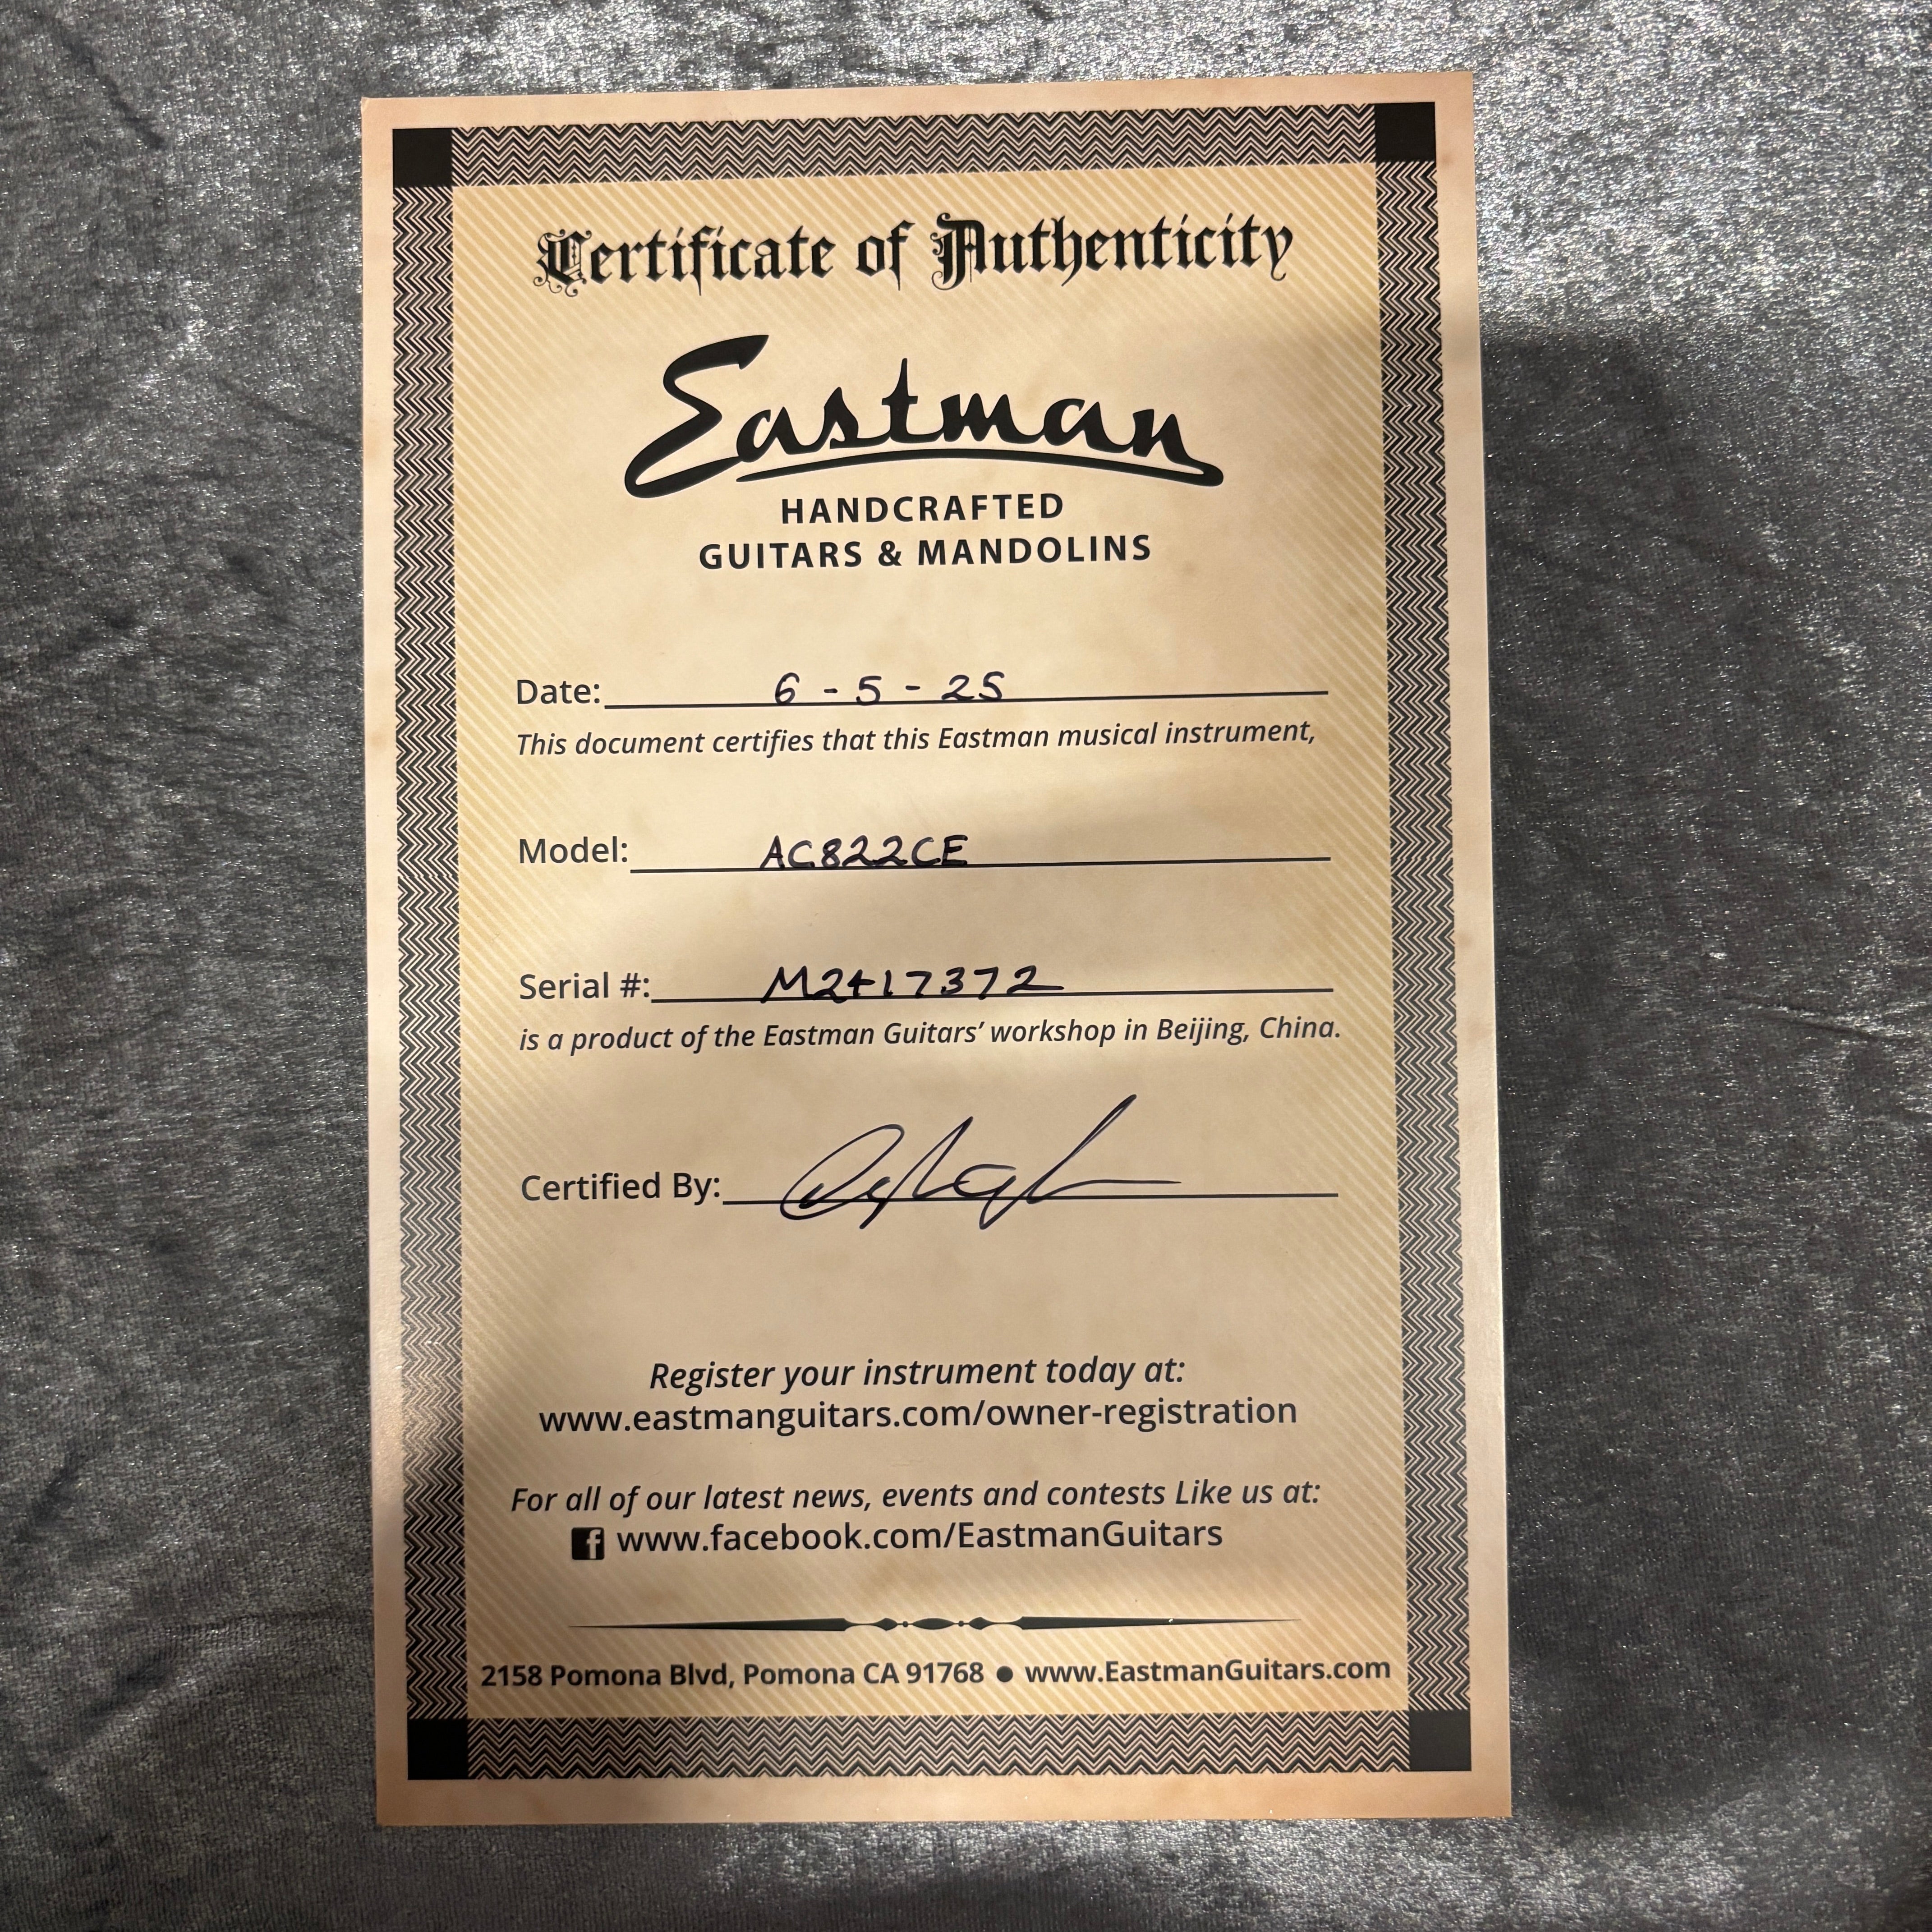 Certificate of Authenticity
Eastman
HANDCRAFTED
GUITARS & MANDOLINS
Date: 6 - 5 - 25
This document certifies that this Eastman musical instrument,
Model: AC822CE
Serial #: M2417372
is a product of the Eastman Guitars’ workshop in Beijing, China.
Certified By:
Register your instrument today at:
www.eastmanguitars.com/owner-registration
For all of our latest news, events and contests Like us at:
f www.facebook.com/EastmanGuitars
2158 Pomona Blvd, Pomona CA 91768 ● www.EastmanGuitars.com